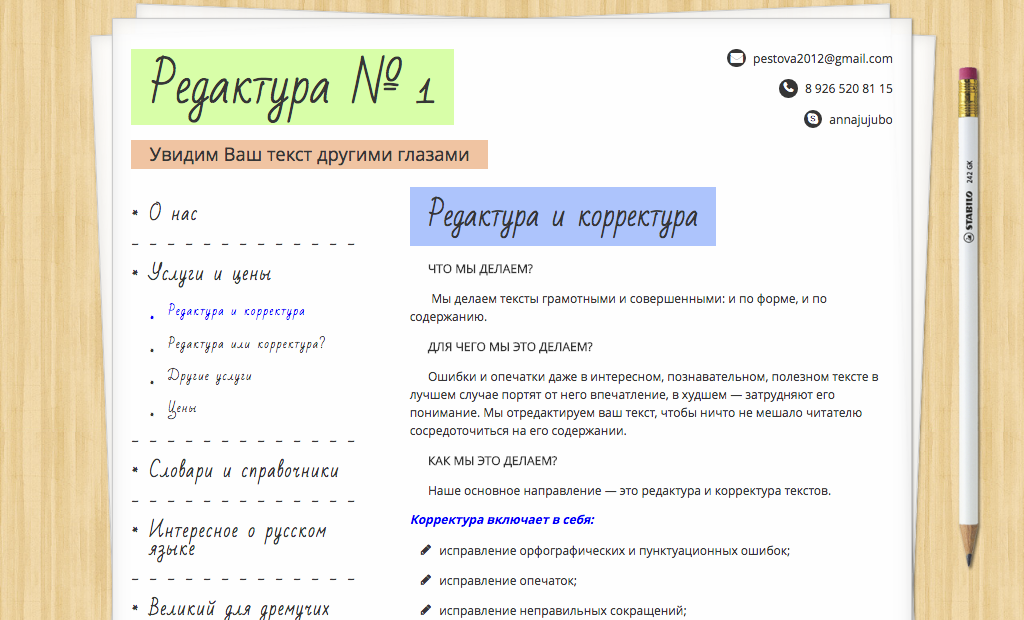 Редактура № 1
pestova2012@gmail.com
8 926 520 81 15
annajujubo
Увидим Ваш текст другими глазами
* О нас
* Услуги и цены
Редактура и корректура
Редактура или корректура?
Другие услуги
Цены
* Словари и справочники
* Интересное о русском
языке
* Великий для дремучих
Редактура и корректура
ЧТО МЫ ДЕЛАЕМ?
Мы делаем тексты грамотными и совершенными: и по форме, и по
содержанию.
ДЛЯ ЧЕГО МЫ ЭТО ДЕЛАЕМ?
Ошибки и опечатки даже в интересном, познавательном, полезном тексте в
лучшем случае портят от него впечатление, в худшем — затрудняют его
понимание. Мы отредактируем ваш текст, чтобы ничто не мешало читателю
сосредоточиться на его содержании.
КАК МЫ ЭТО ДЕЛАЕМ?
Наше основное направление — это редактура и корректура текстов.
Корректура включает в себя:
исправление орфографических и пунктуационных ошибок;
исправление опечаток;
исправление неправильных сокращений;
STABILO 242 GK